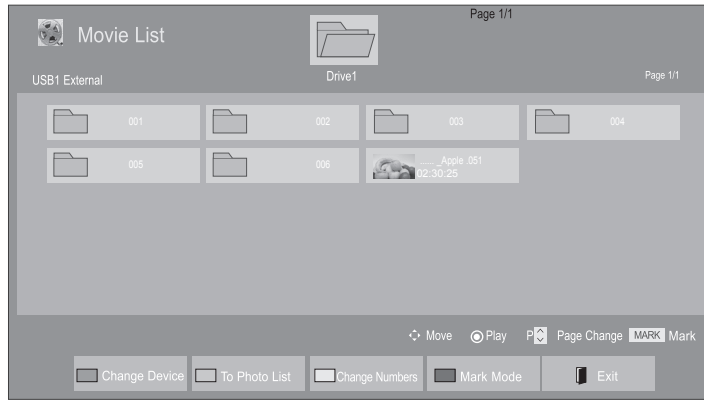 Page 1/1
Movie List
Drive1
USB1 External
Page 1/1
001
002
003
004
005
006
...... _Apple .051
02:30:25
Move
Play
P
Page Change
MARK
Mark
Change Device
To Photo List
Change Numbers
Mark Mode
Exit